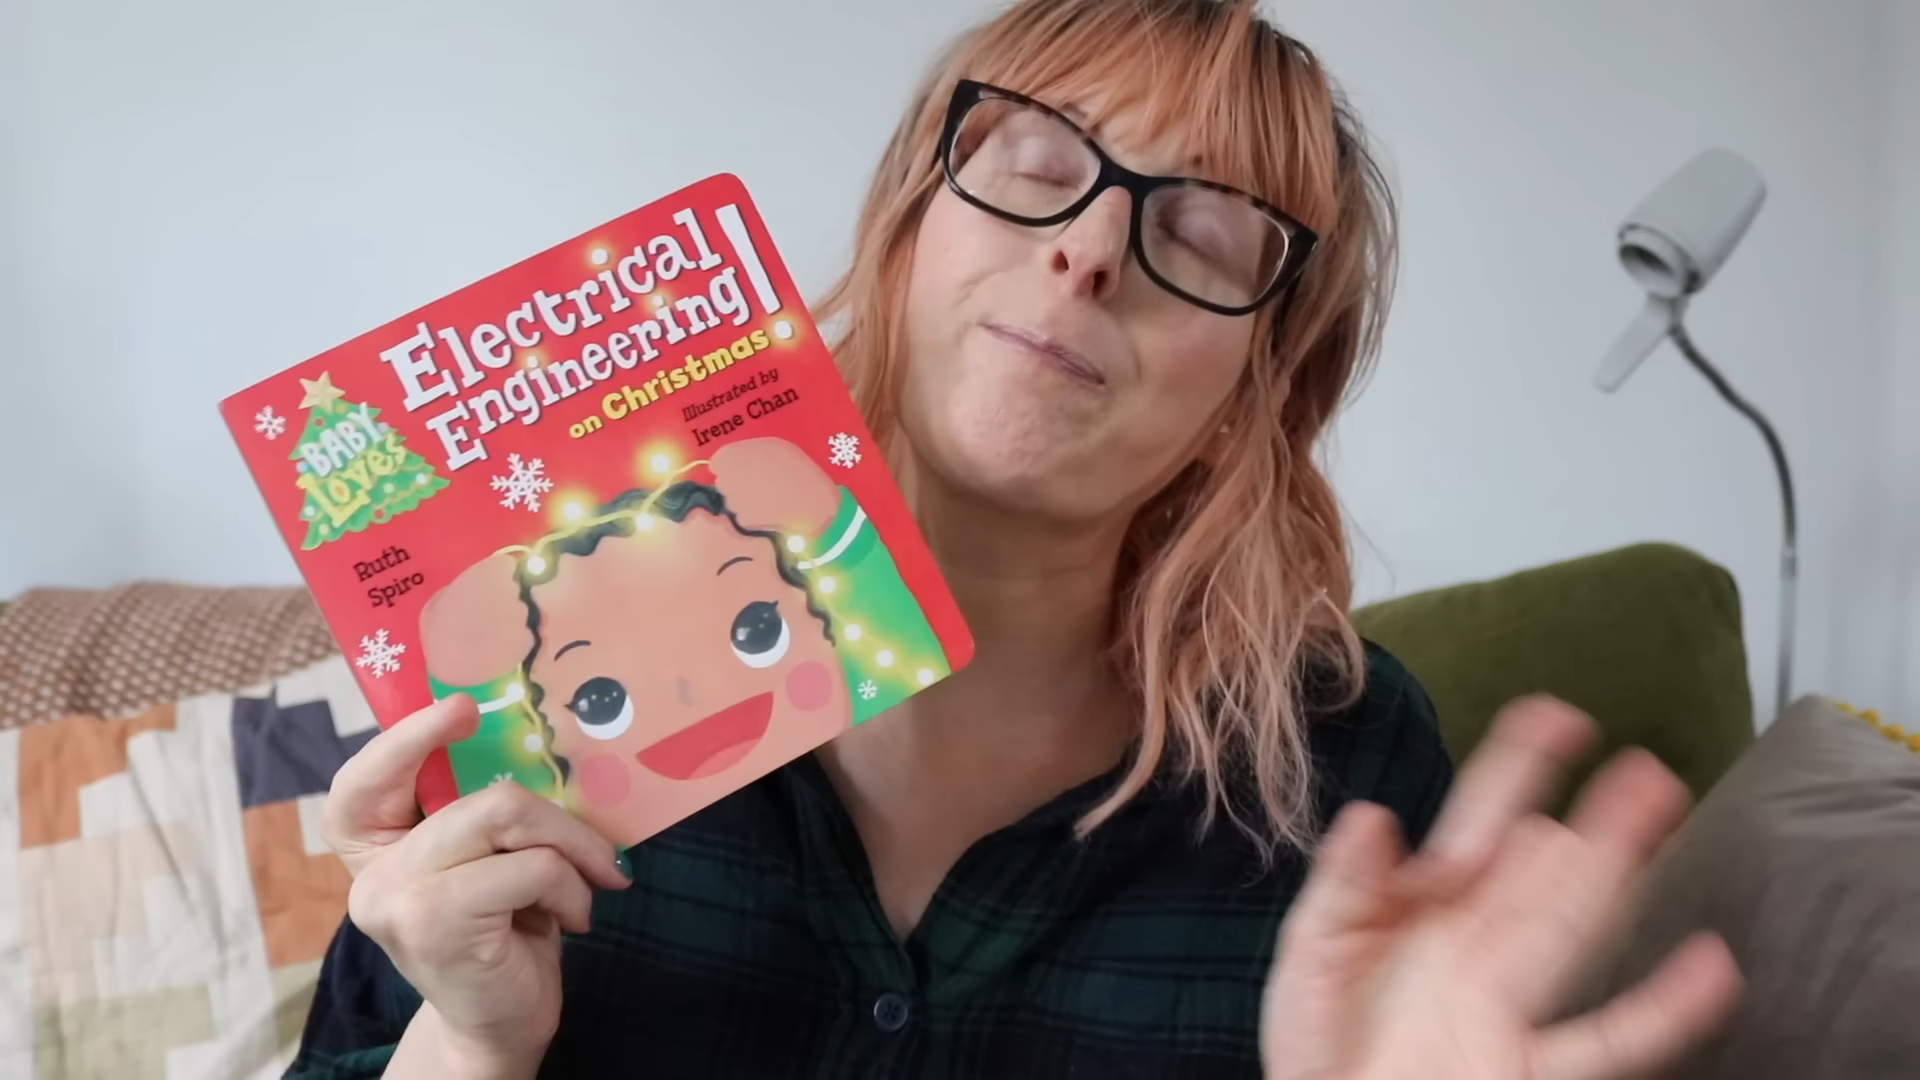 BABY
Loves
Electrical
Engineering!
on Christmas
Illustrated by
Irene Chan
Ruth
Spiro